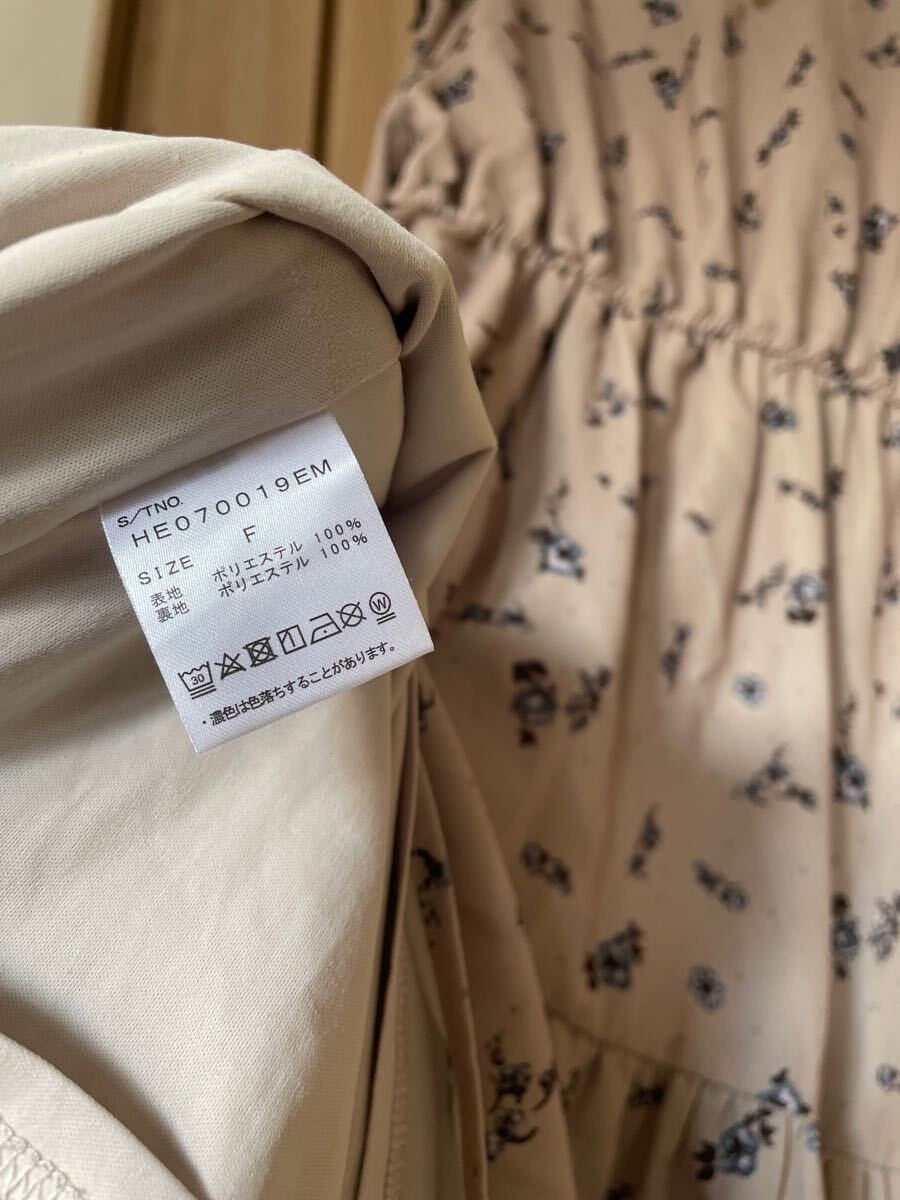 S/TNO.
HE070019EM
SIZE F
表地 ポリエステル 100%
裏地 ポリエステル 100%
30 W
・濃色は色落ちすることがあります。